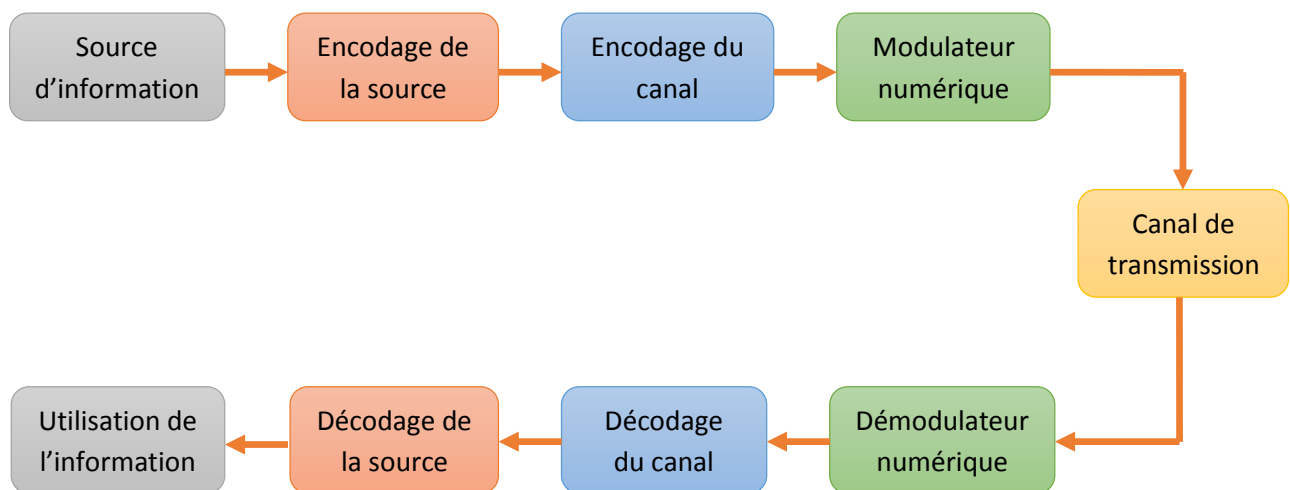 Source
d’information
Encodage de
la source
Encodage du
canal
Modulateur
numérique
Canal de
transmission
Utilisation de
l’information
Décodage de
la source
Décodage
du canal
Démodulateur
numérique